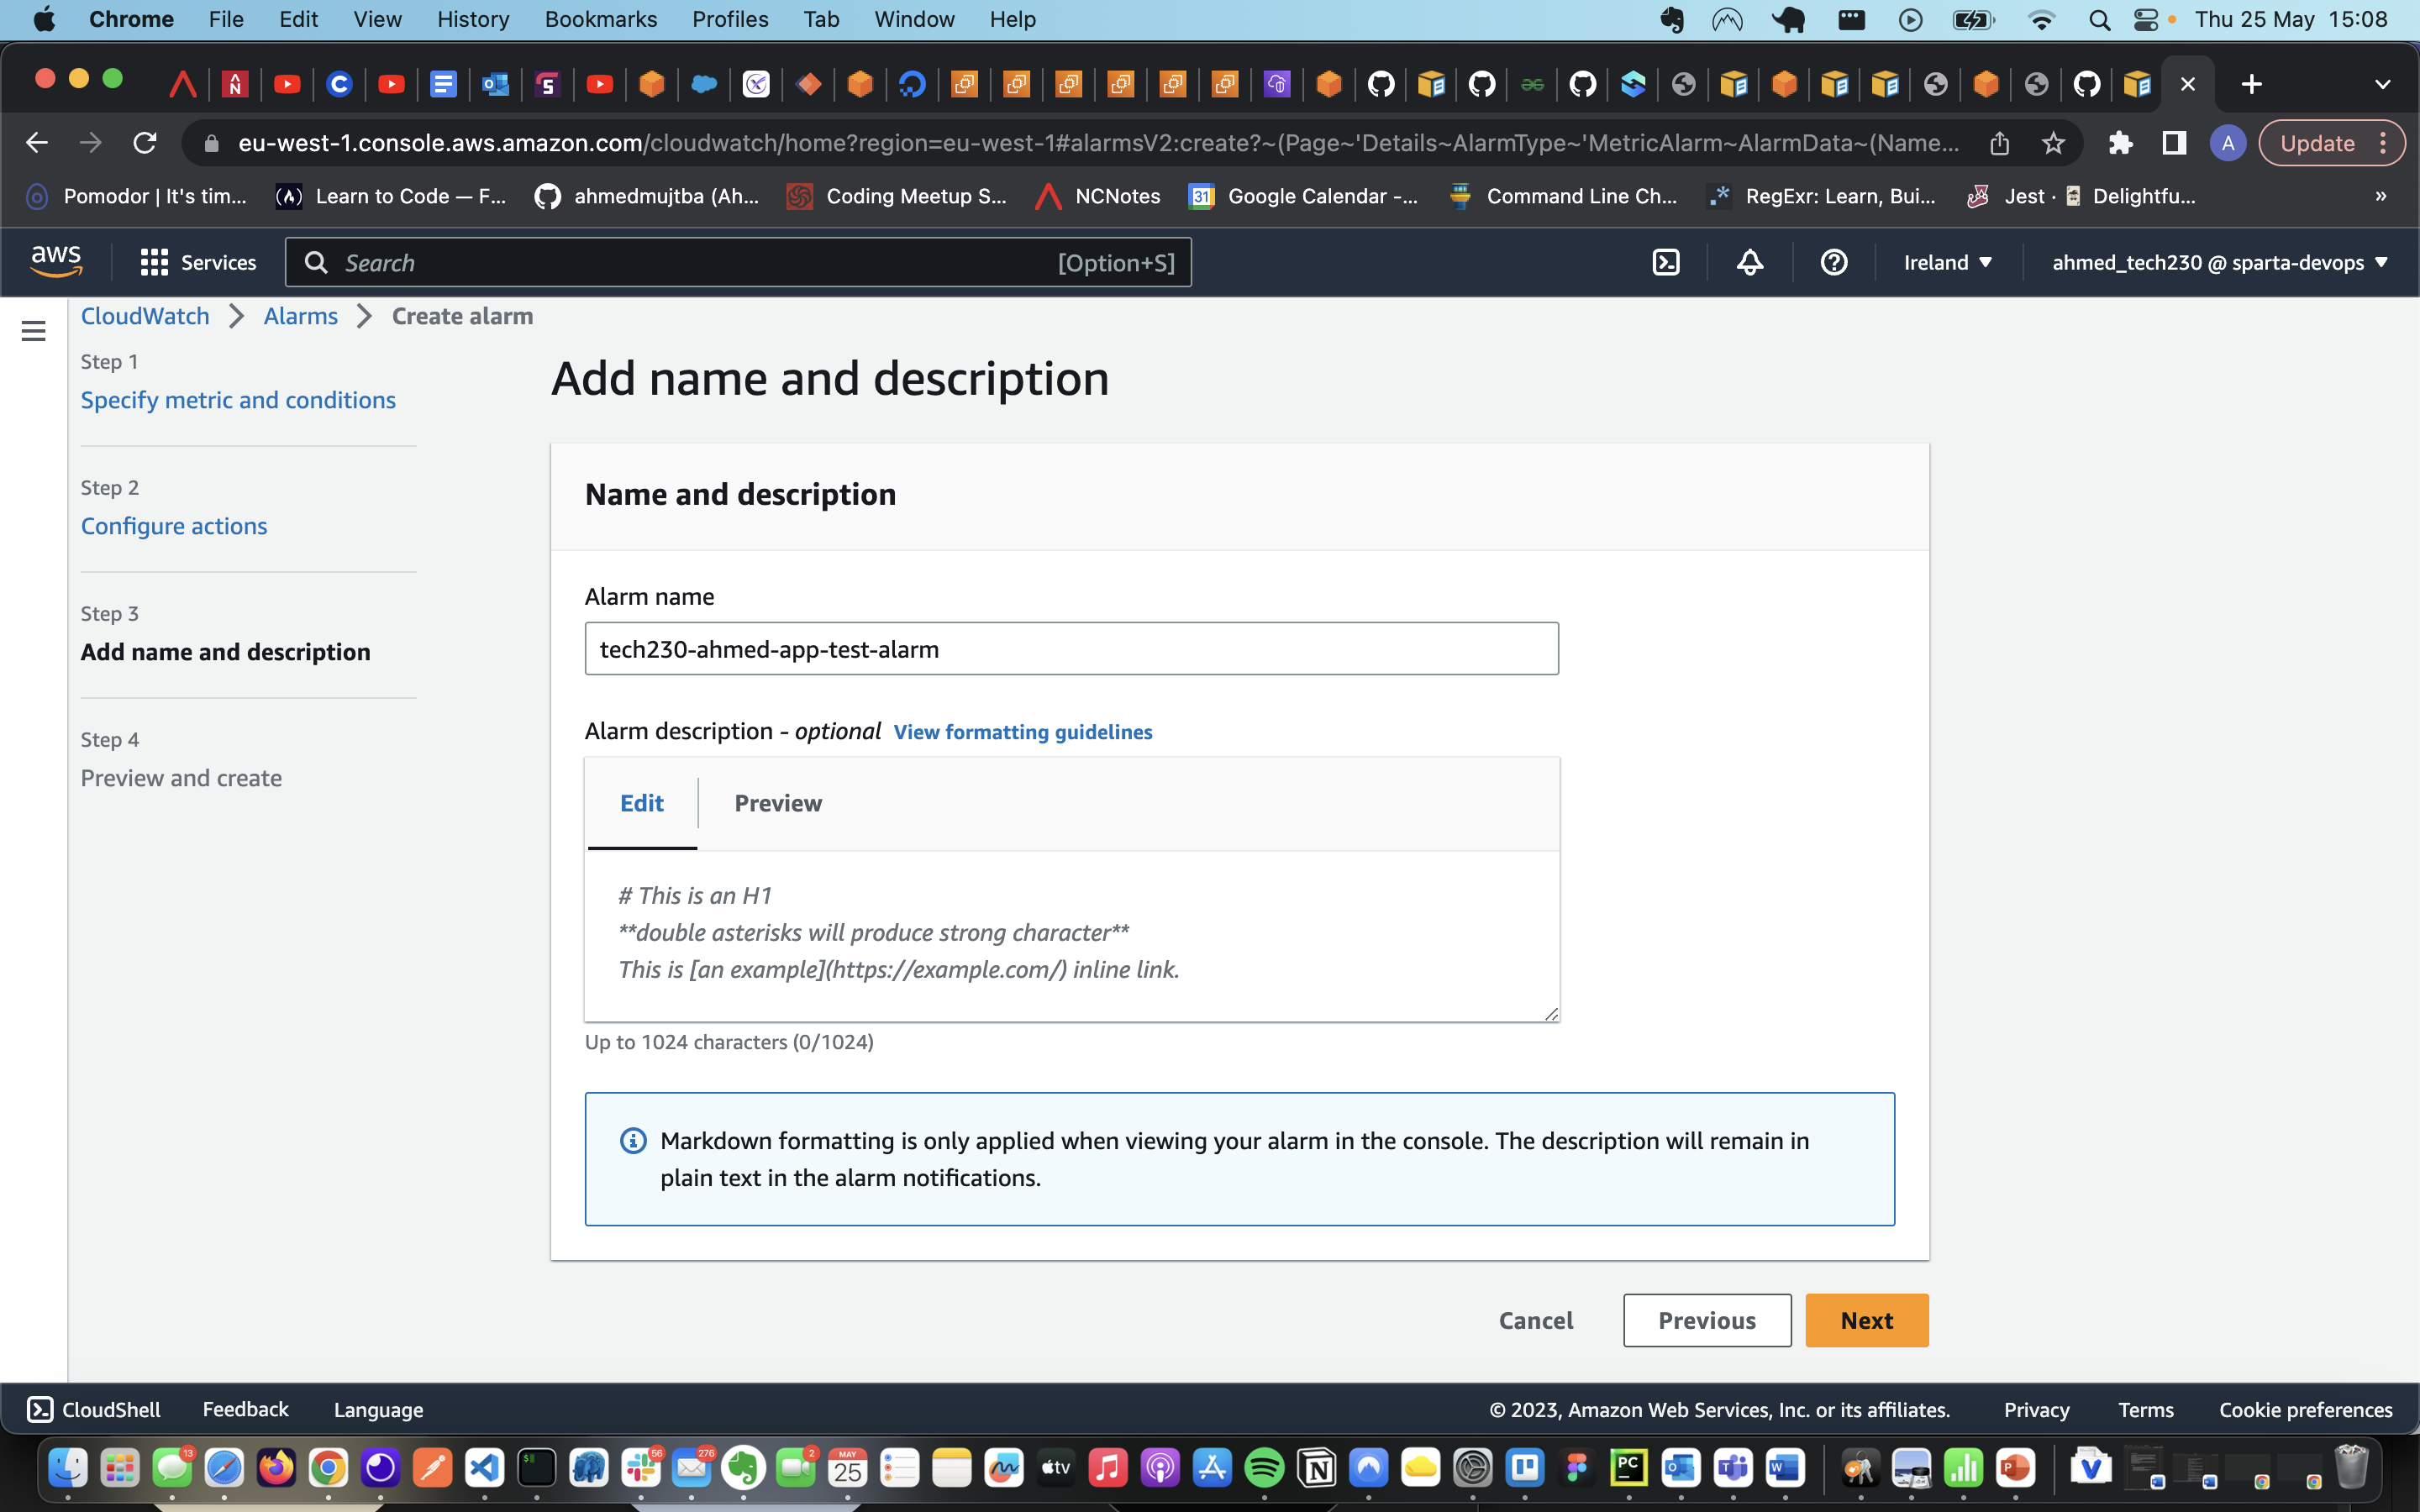 Chrome File Edit View History Bookmarks Profiles Tab Window Help Thu 25 May 15:08
eu-west-1.console.aws.amazon.com/cloudwatch/home?region=eu-west-1#alarmsV2:create?~(Page~'Details~AlarmType~'MetricAlarm~AlarmData~(Name... A Update
Pomodor | It's tim... Learn to Code — F... ahmedmujtba (Ah... Coding Meetup S... NCNotes 31 Google Calendar -... Command Line Ch... RegExr: Learn, Bui... Jest · Delightfu... »
aws Services Search [Option+S] Ireland ahmed_tech230 @ sparta-devops
CloudWatch Alarms Create alarm
Step 1
Specify metric and conditions
Step 2
Configure actions
Step 3
Add name and description
Step 4
Preview and create
Add name and description
Name and description
Alarm name
tech230-ahmed-app-test-alarm
Alarm description - optional View formatting guidelines
Edit Preview
# This is an H1
**double asterisks will produce strong character**
This is [an example](https://example.com/) inline link.
Up to 1024 characters (0/1024)
Markdown formatting is only applied when viewing your alarm in the console. The description will remain in
plain text in the alarm notifications.
Cancel Previous Next
CloudShell Feedback Language © 2023, Amazon Web Services, Inc. or its affiliates. Privacy Terms Cookie preferences
13 56 276 2 MAY 25 tv PC